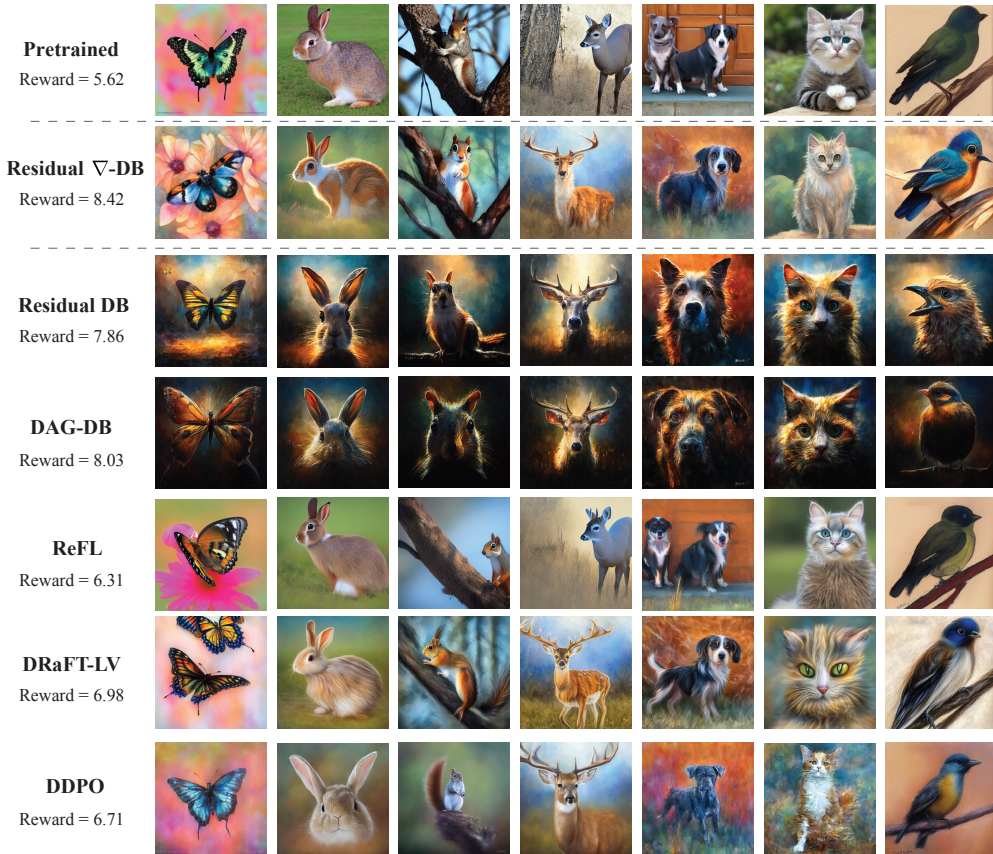 Pretrained
Reward = 5.62
Residual ∇-DB
Reward = 8.42
Residual DB
Reward = 7.86
DAG-DB
Reward = 8.03
ReFL
Reward = 6.31
DRaFT-LV
Reward = 6.98
DDPO
Reward = 6.71